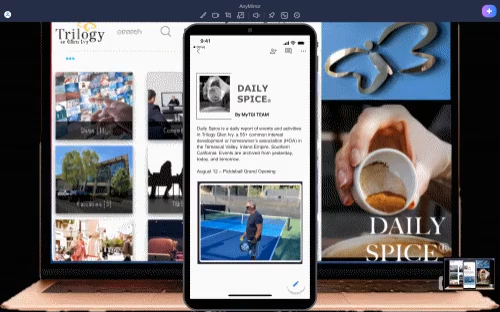 AnyMirror
Trilogy
at Glen Ivy
search
9:41
DAILY
SPICE®
By MyTGI TEAM
Daily Spice is a daily report of events and activities
in Trilogy Glen Ivy, a 55+ common interest
development or homeowner's association (HOA) in
the Temescal Valley, Inland Empire, Southern
California. Events are archived from yesterday,
today, and tomorrow.
August 12 – Pickleball Grand Opening
DAILY
SPICE®